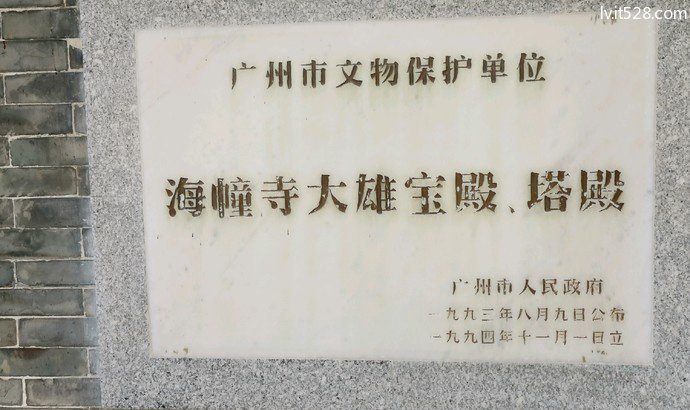 lvit528.com
广州市文物保护单位
海幢寺大雄宝殿、塔殿
广州市人民政府
一九九三年八月九日公布
一九九四年十一月一日立